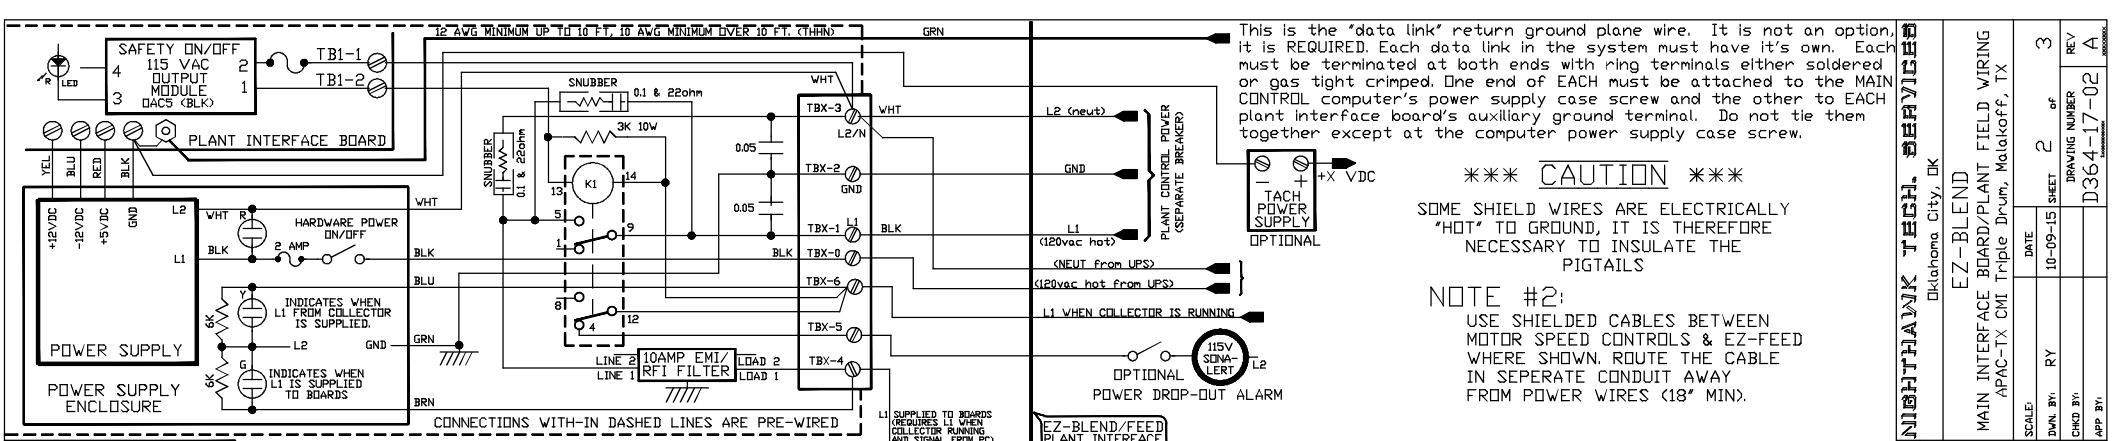 12 AWG MINIMUM UP TO 10 FT, 10 AWG MINIMUM OVER 10 FT. (THHN)
GRN
SAFETY ON/OFF
115 VAC
OUTPUT
MODULE
OAC5 (BLK)
4
3
2
1
R
LED
TB1-1
TB1-2
PLANT INTERFACE BOARD
YEL
BLU
RED
BLK
+12VDC
-12VDC
+5VDC
GND
L2
L1
WHT
R
BLK
2 AMP
HARDWARE POWER
ON/OFF
WHT
BLK
BLU
GRN
BRN
Y
INDICATES WHEN
L1 FROM COLLECTOR
IS SUPPLIED.
6K
L2
GND
6K
G
INDICATES WHEN
L1 IS SUPPLIED
TO BOARDS
POWER SUPPLY
POWER SUPPLY
ENCLOSURE
SNUBBER
0.1 & 22ohm
SNUBBER
0.1 & 22ohm
3K 10W
K1
13
14
5
9
1
8
12
4
0.05
0.05
WHT
TBX-3
L2/N
TBX-2
GND
L1
TBX-1
BLK
TBX-0
TBX-6
TBX-5
TBX-4
LINE 2
LINE 1
10AMP EMI/
RFI FILTER
LOAD 2
LOAD 1
CONNECTIONS WITH-IN DASHED LINES ARE PRE-WIRED
WHT
BLK
L2 (neut)
GND
L1
(120vac hot)
PLANT CONTROL POWER
(SEPARATE BREAKER)
(NEUT from UPS)
(120vac hot from UPS)
L1 WHEN COLLECTOR IS RUNNING
OPTIONAL
115V
SONA-
LERT
L2
POWER DROP-OUT ALARM
L1 SUPPLIED TO BOARDS
(REQUIRES L1 WHEN
COLLECTOR RUNNING
AND SIGNAL FROM PC)
EZ-BLEND/FEED
PLANT INTERFACE
This is the "data link" return ground plane wire. It is not an option,
it is REQUIRED. Each data link in the system must have it's own. Each
must be terminated at both ends with ring terminals either soldered
or gas tight crimped. One end of EACH must be attached to the MAIN
CONTROL computer's power supply case screw and the other to EACH
plant interface board's auxiliary ground terminal. Do not tie them
together except at the computer power supply case screw.
- +
+X VDC
TACH
POWER
SUPPLY
OPTIONAL
*** CAUTION ***
SOME SHIELD WIRES ARE ELECTRICALLY
"HOT" TO GROUND, IT IS THEREFORE
NECESSARY TO INSULATE THE
PIGTAILS
NOTE #2:
USE SHIELDED CABLES BETWEEN
MOTOR SPEED CONTROLS & EZ-FEED
WHERE SHOWN. ROUTE THE CABLE
IN SEPERATE CONDUIT AWAY
FROM POWER WIRES (18" MIN).
NIGHTHAWK TECH. SERVICES
Oklahoma City, OK
EZ-BLEND
MAIN INTERFACE BOARD/PLANT FIELD WIRING
APAC-TX CMI Triple Drum, Malakoff, TX
SCALE:
DATE
10-09-15
SHEET 2 of 3
DWN. BY: RY
CHKD BY:
APP BY:
DRAWING NUMBER
D364-17-02
REV
A